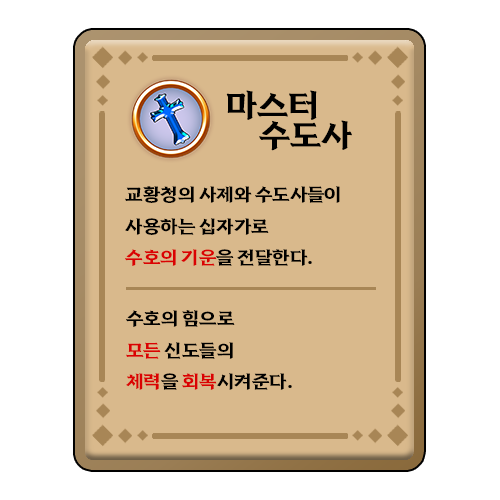 마스터
수도사
교황청의 사제와 수도사들이
사용하는 십자가로
수호의 기운을 전달한다.
수호의 힘으로
모든 신도들의
체력을 회복시켜준다.